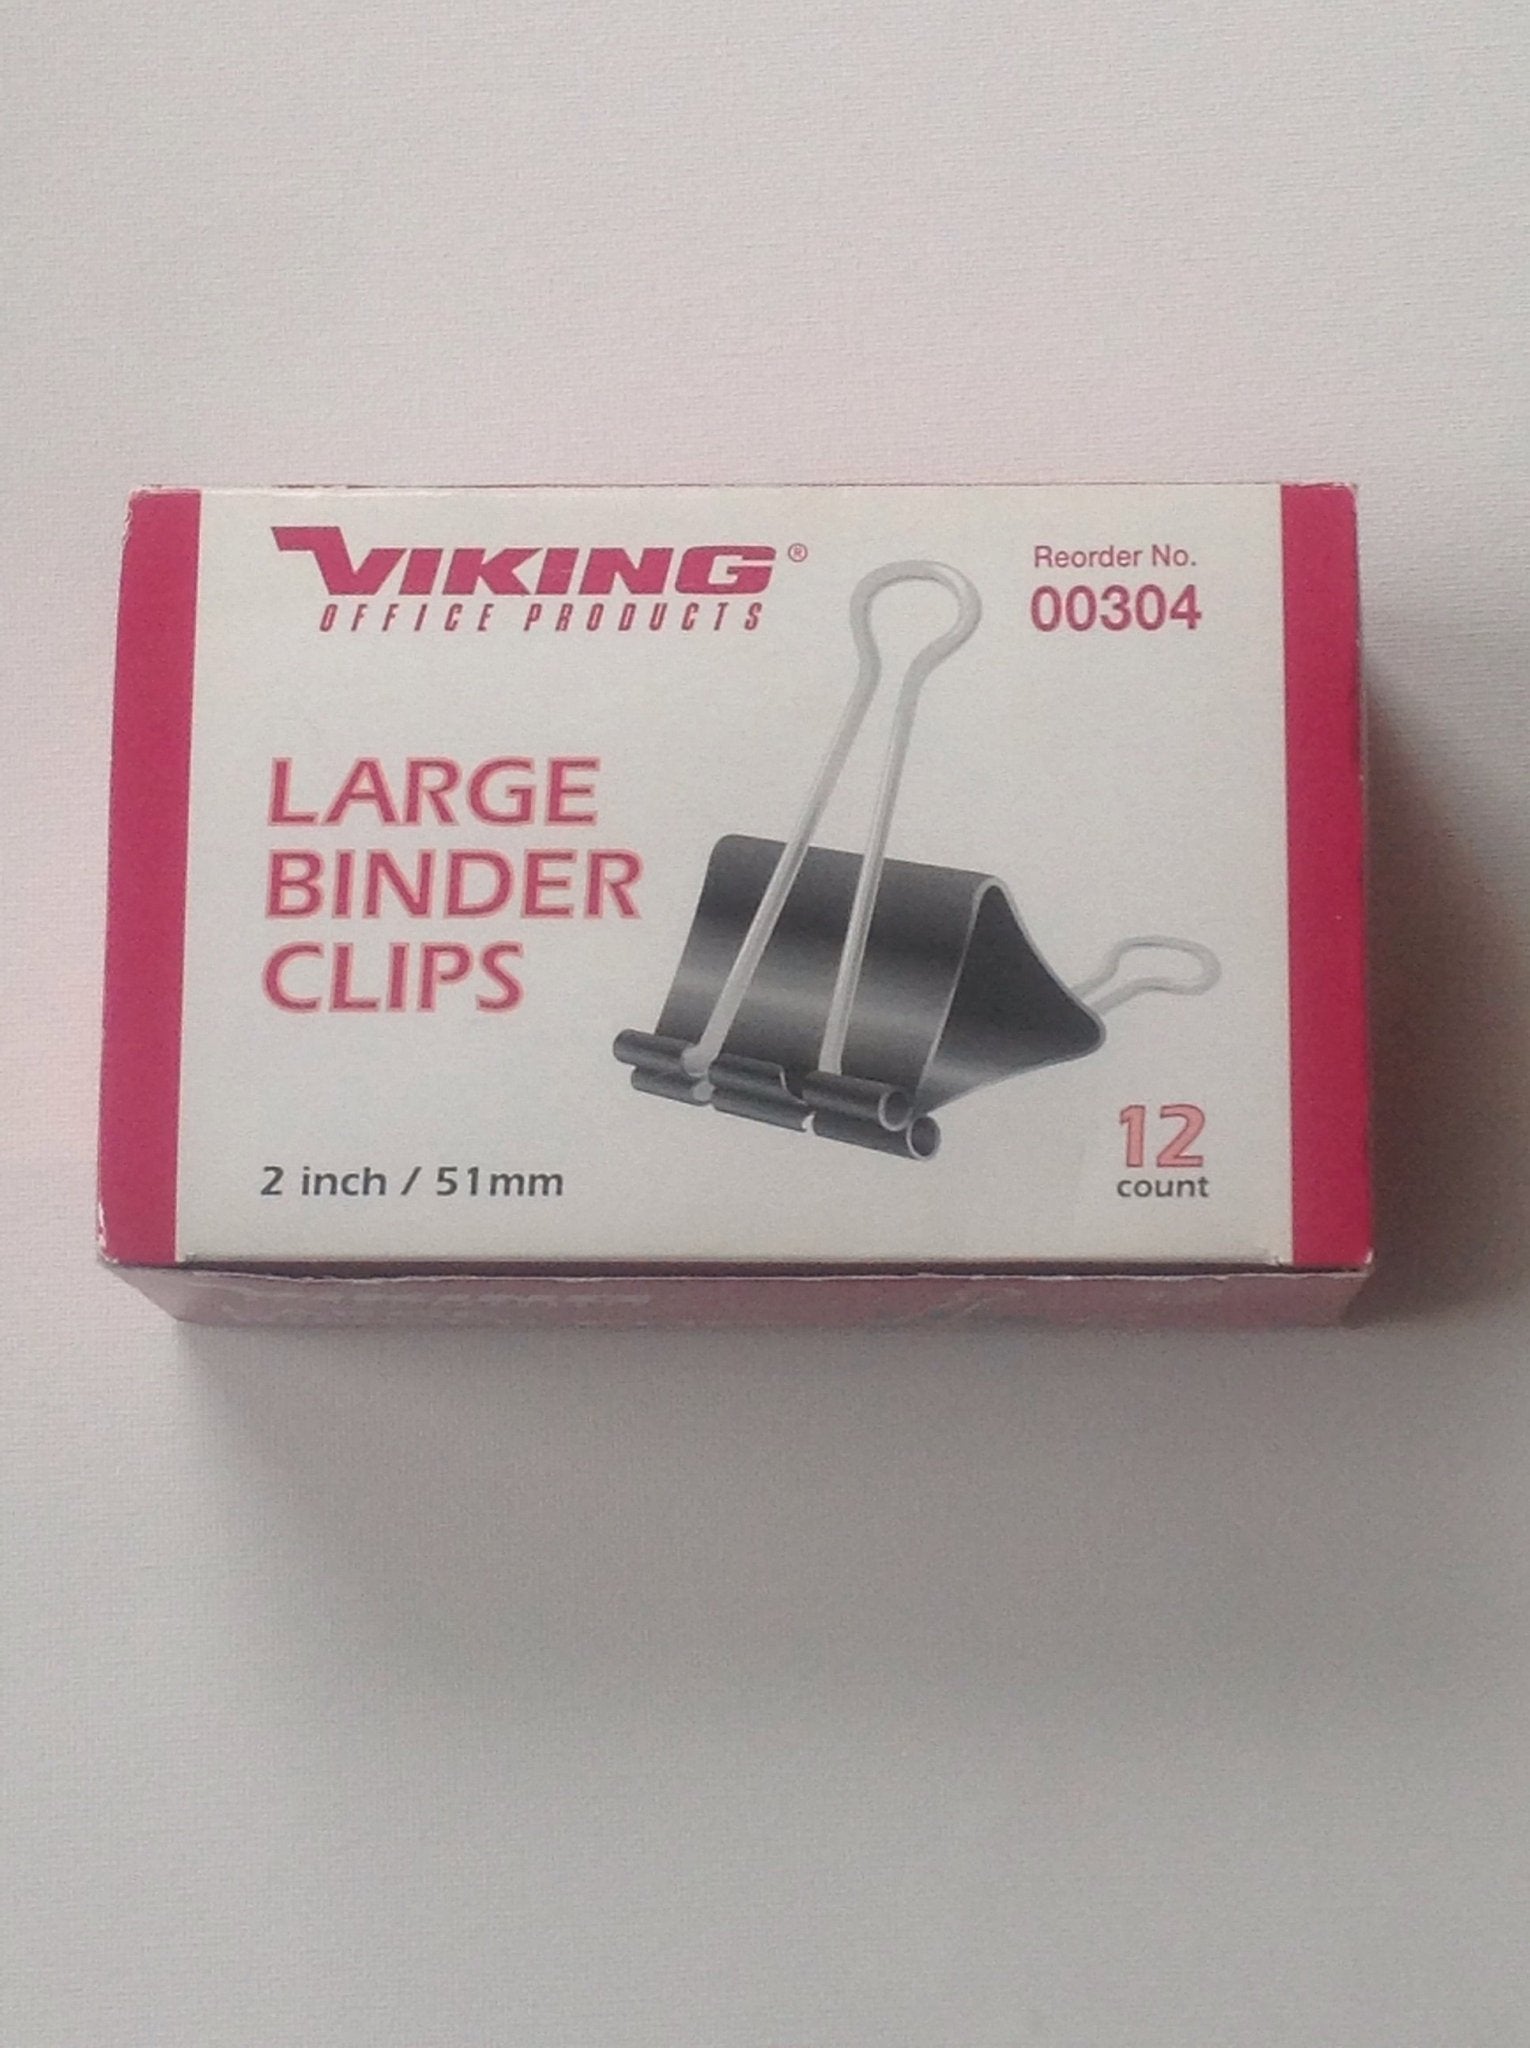 VIKING®
OFFICE PRODUCTS
Reorder No.
00304
LARGE
BINDER
CLIPS
2 inch / 51mm
12
count